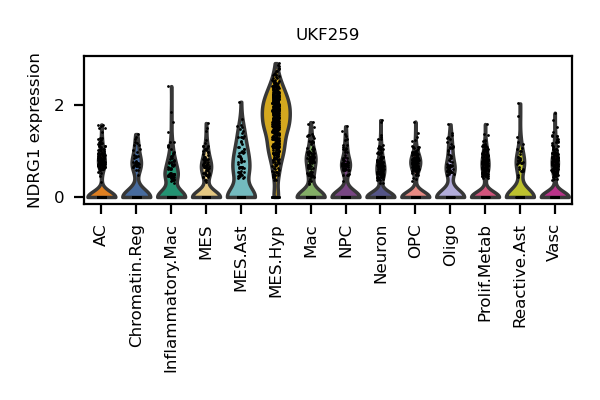 UKF259
NDRG1 expression
2
0
AC
Chromatin.Reg
Inflammatory.Mac
MES
MES.Ast
MES.Hyp
Mac
NPC
Neuron
OPC
Oligo
Prolif.Metab
Reactive.Ast
Vasc